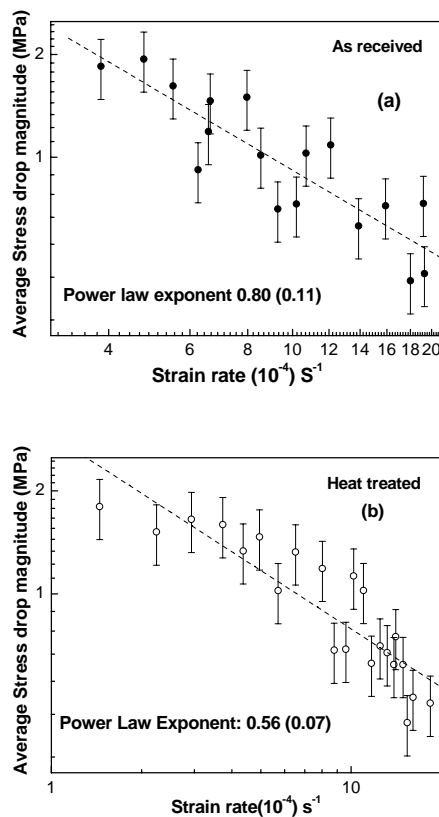 Average Stress drop magnitude (MPa)
2
1
As received
(a)
Power law exponent 0.80 (0.11)
4 6 8 10 12 14 16 18 20
Strain rate (10⁻⁴) S⁻¹
Average Stress drop magnitude (MPa)
2
1
Heat treated
(b)
Power Law Exponent: 0.56 (0.07)
1 10
Strain rate(10⁻⁴) s⁻¹